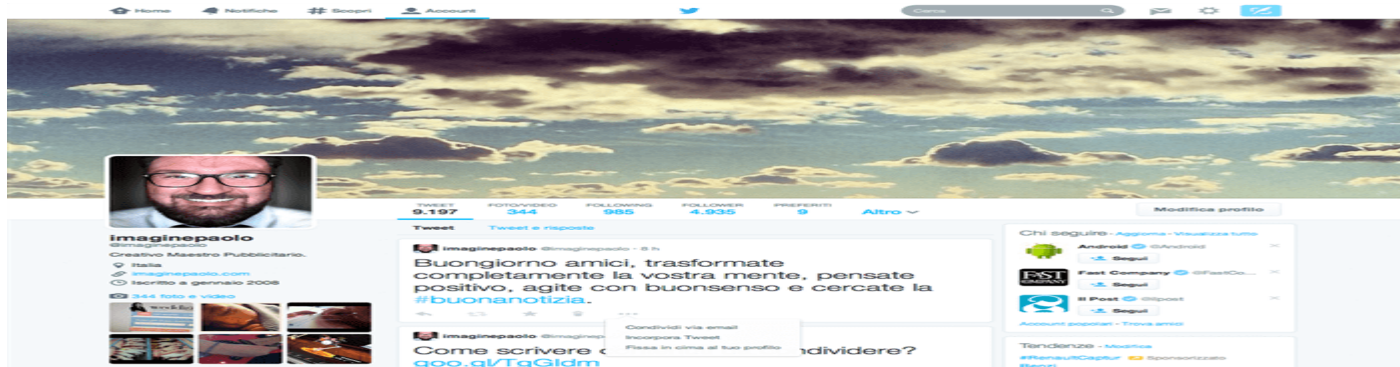 Home Notifiche Scopri Account Cerca
TWEET FOTO/VIDEO FOLLOWING FOLLOWER PREFERITI
9.197 344 985 4.935 9 Altro
Modifica profilo
imaginepaolo
@imaginepaolo
Creativo Maestro Pubblicitario.
Italia
imaginepaolo.com
Iscritto a gennaio 2008
344 foto e video
Tweet Tweet e risposte
imaginepaolo @imaginepaolo · 8 h
Buongiorno amici, trasformate
completamente la vostra mente, pensate
positivo, agite con buonsenso e cercate la
#buonanotizia.
Condividi via email
Incorpora Tweet
Fissa in cima al tuo profilo
imaginepaolo @imaginepaolo
Come scrivere
goo.gl/TqGldm
Chi seguire · Aggiorna · Visualizza tutto
Android @Android
Segui
FAST COMPANY
Fast Company @FastCo...
Segui
Il Post @ilpost
Segui
Account popolari · Trova amici
Tendenze · Modifica
#RenaultCaptur Sponsorizzato